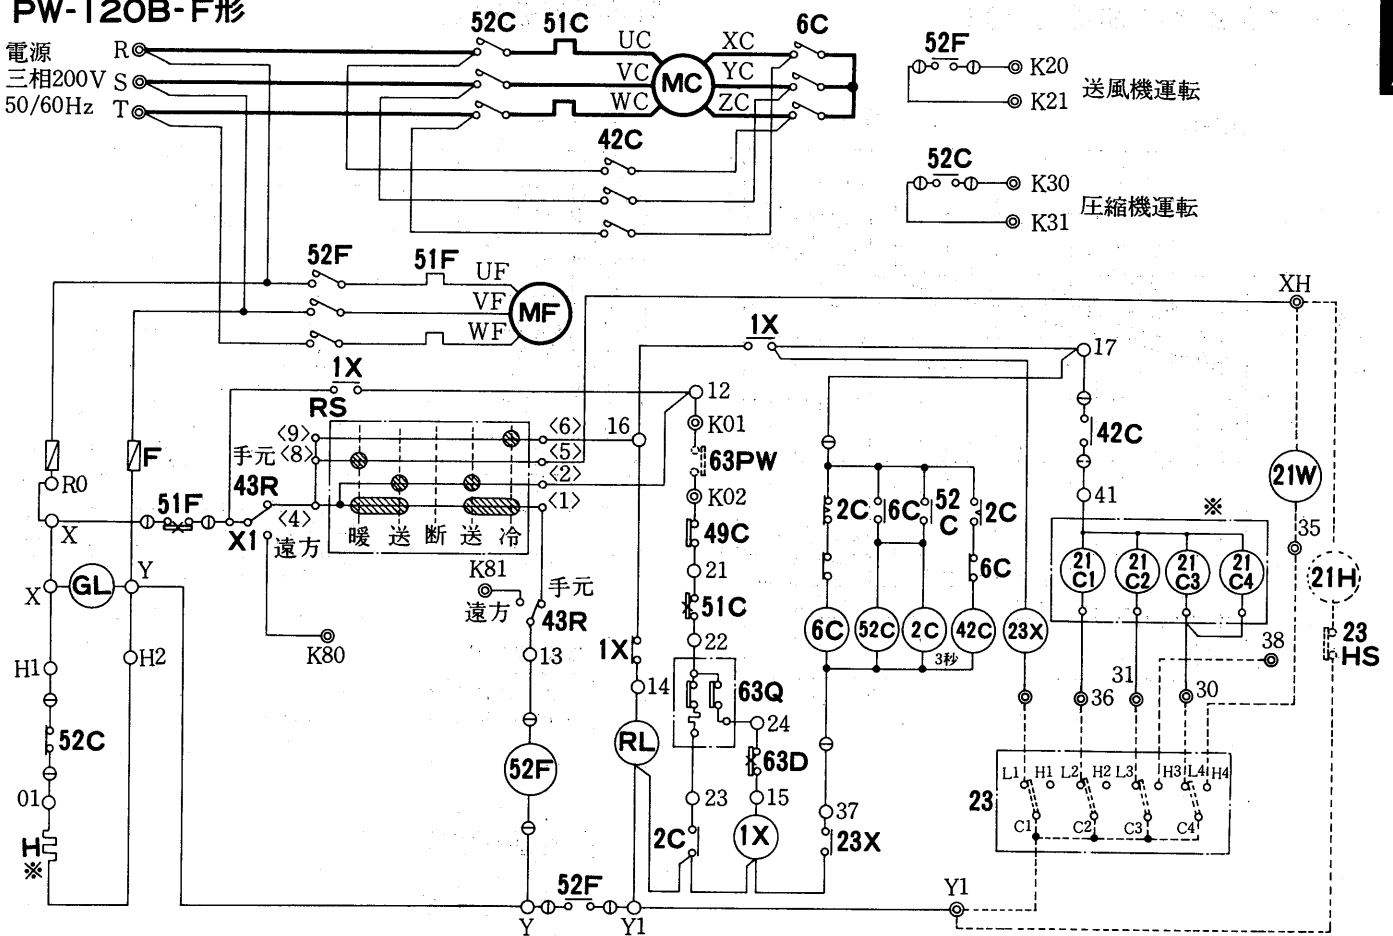 PW-120B-F形
電源
三相200V
50/60Hz
R
S
T
52C
51C
UC
VC
WC
MC
XC
YC
ZC
6C
42C
52F
K20
K21
送風機運転
52C
K30
K31
圧縮機運転
52F
51F
UF
VF
WF
MF
XH
1X
17
1X
RS
12
16
K01
63PW
K02
49C
21
51C
22
63Q
24
63D
15
1X
23
2C
<9>
手元<8>
43R
<4>
X1
遠方
<6>
<5>
<2>
<1>
暖 送 断 送 冷
F
R0
51F
X
X
GL
Y
K80
K81
遠方
手元
43R
13
52F
H1
H2
52C
01
H
※
1X
14
RL
42C
41
※
2C
6C
52
C
2C
6C
6C
52C
2C
42C
23X
3秒
21
C1
21
C2
21
C3
21
C4
21W
35
21H
23
HS
38
36
31
30
37
23X
23
L1
H1
L2
H2
L3
H3
L4
H4
C1
C2
C3
C4
52F
Y
Y1
Y1